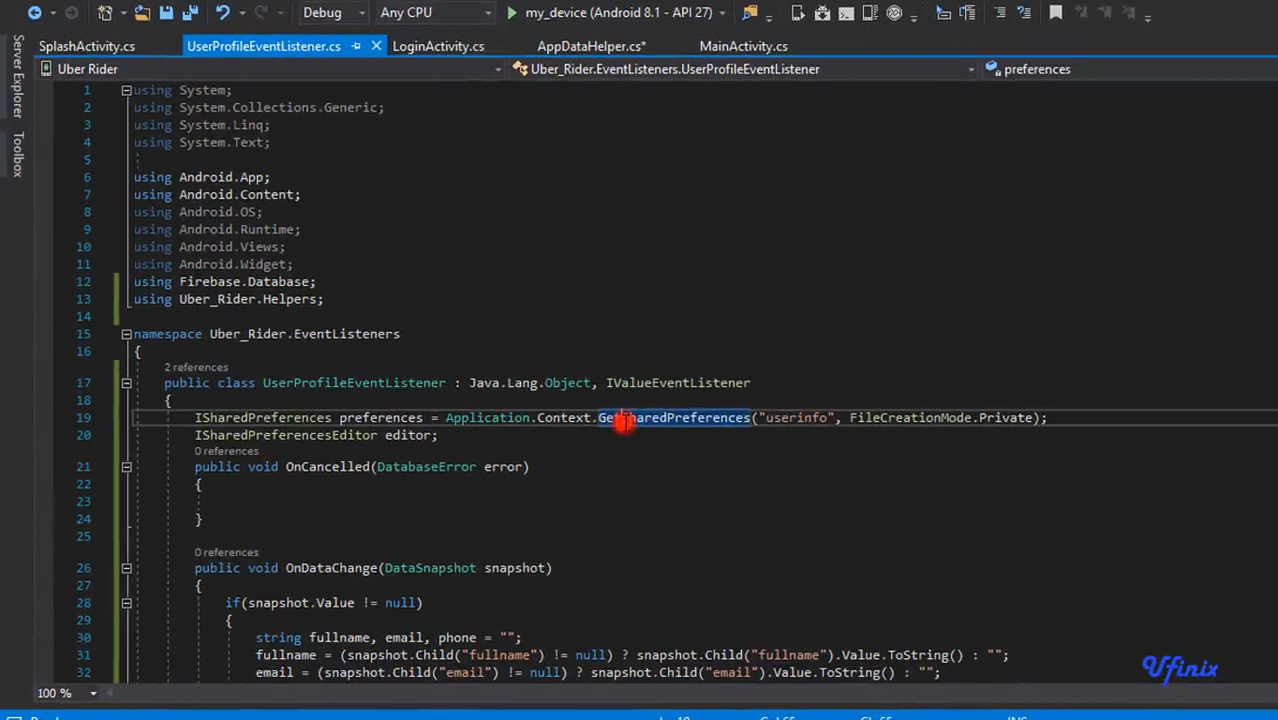 Debug Any CPU my_device (Android 8.1 - API 27)
SplashActivity.cs UserProfileEventListener.cs LoginActivity.cs AppDataHelper.cs* MainActivity.cs
Uber Rider Uber_Rider.EventListeners.UserProfileEventListener preferences
Server Explorer
Toolbox
1 using System;
2 using System.Collections.Generic;
3 using System.Linq;
4 using System.Text;
5
6 using Android.App;
7 using Android.Content;
8 using Android.OS;
9 using Android.Runtime;
10 using Android.Views;
11 using Android.Widget;
12 using Firebase.Database;
13 using Uber_Rider.Helpers;
14
15 namespace Uber_Rider.EventListeners
16 {
2 references
17 public class UserProfileEventListener : Java.Lang.Object, IValueEventListener
18 {
19 ISharedPreferences preferences = Application.Context.GetSharedPreferences("userinfo", FileCreationMode.Private);
20 ISharedPreferencesEditor editor;
0 references
21 public void OnCancelled(DatabaseError error)
22 {
23
24 }
25
0 references
26 public void OnDataChange(DataSnapshot snapshot)
27 {
28 if(snapshot.Value != null)
29 {
30 string fullname, email, phone = "";
31 fullname = (snapshot.Child("fullname") != null) ? snapshot.Child("fullname").Value.ToString() : "";
32 email = (snapshot.Child("email") != null) ? snapshot.Child("email").Value.ToString() : "";
Ufinix
100 %